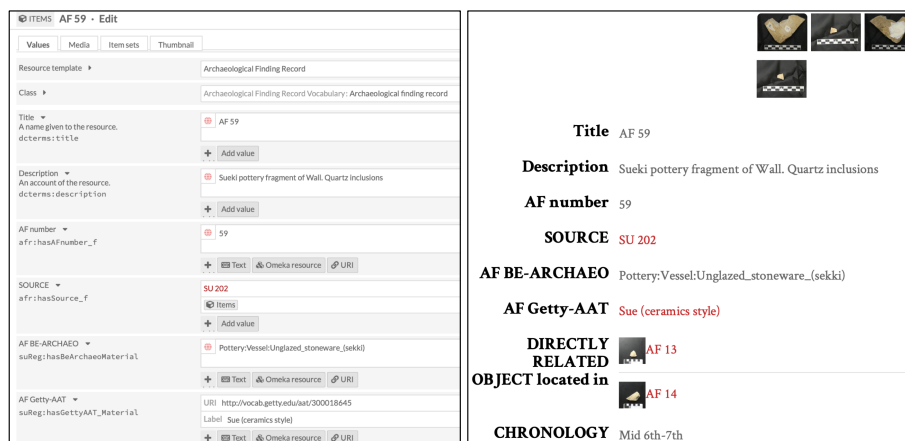 ITEMS AF 59 · Edit
Values Media Item sets Thumbnail
Resource template Archaeological Finding Record
Class Archaeological Finding Record Vocabulary: Archaeological finding record
Title AF 59
A name given to the resource.
dcterms:title
+ Add value
Description Sueki pottery fragment of Wall. Quartz inclusions
An account of the resource.
dcterms:description
+ Add value
AF number 59
afr:hasAFnumber_f
+ Text Omeka resource URI
SOURCE SU 202
afr:hasSource_f Items
+ Add value
AF BE-ARCHAEO Pottery:Vessel:Unglazed_stoneware_(sekki)
suReg:hasBeArchaeoMaterial
+ Text Omeka resource URI
AF Getty-AAT URI http://vocab.getty.edu/aat/300018645
suReg:hasGettyAAT_Material
Label Sue (ceramics style)
+ Text Omeka resource URI
Title AF 59
Description Sueki pottery fragment of Wall. Quartz inclusions
AF number 59
SOURCE SU 202
AF BE-ARCHAEO Pottery:Vessel:Unglazed_stoneware_(sekki)
AF Getty-AAT Sue (ceramics style)
DIRECTLY AF 13
RELATED
OBJECT located in
AF 14
CHRONOLOGY Mid 6th-7th